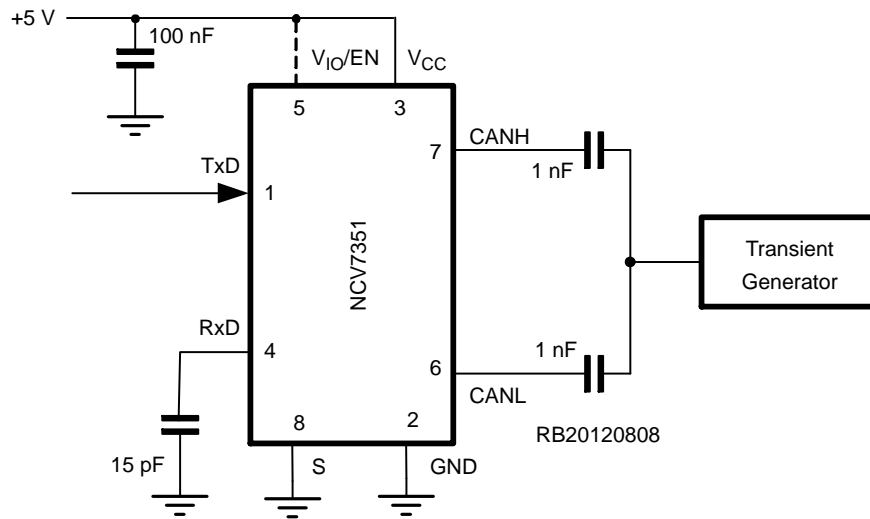 +5 V
100 nF
VIO/EN
VCC
5
3
7
CANH
TxD
1
1 nF
NCV7351
Transient
Generator
RxD
4
1 nF
6
CANL
8
2
RB20120808
15 pF
S
GND